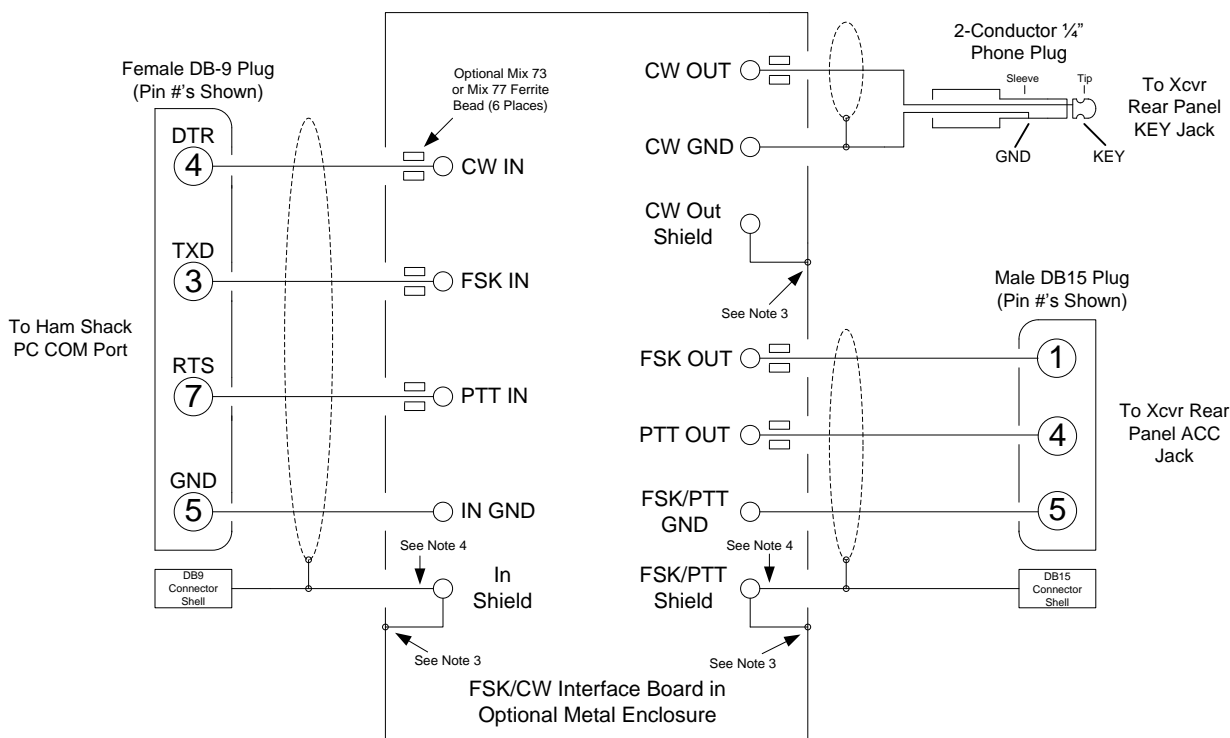 Female DB-9 Plug
(Pin #'s Shown)
DTR
4
TXD
3
RTS
7
GND
5
DB9
Connector
Shell
To Ham Shack
PC COM Port
Optional Mix 73
or Mix 77 Ferrite
Bead (6 Places)
CW IN
FSK IN
PTT IN
IN GND
See Note 4
In
Shield
See Note 3
CW OUT
CW GND
CW Out
Shield
See Note 3
FSK OUT
PTT OUT
FSK/PTT
GND
See Note 4
FSK/PTT
Shield
See Note 3
FSK/CW Interface Board in
Optional Metal Enclosure
2-Conductor ¼”
Phone Plug
Sleeve
Tip
GND
KEY
To Xcvr
Rear Panel
KEY Jack
Male DB15 Plug
(Pin #'s Shown)
1
4
5
DB15
Connector
Shell
To Xcvr Rear
Panel ACC
Jack